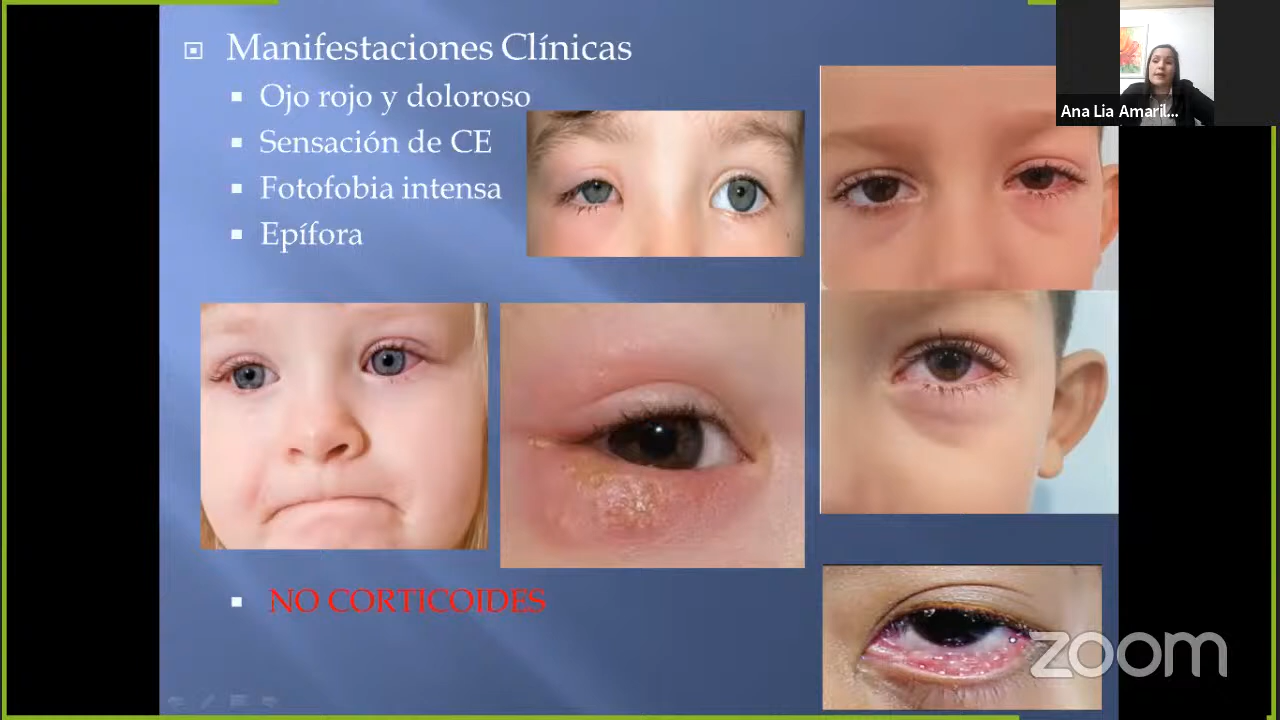 Manifestaciones Clínicas
Ojo rojo y doloroso
Sensación de CE
Fotofobia intensa
Epífora
NO CORTICOIDES
Ana Lia Amaril...
zoom